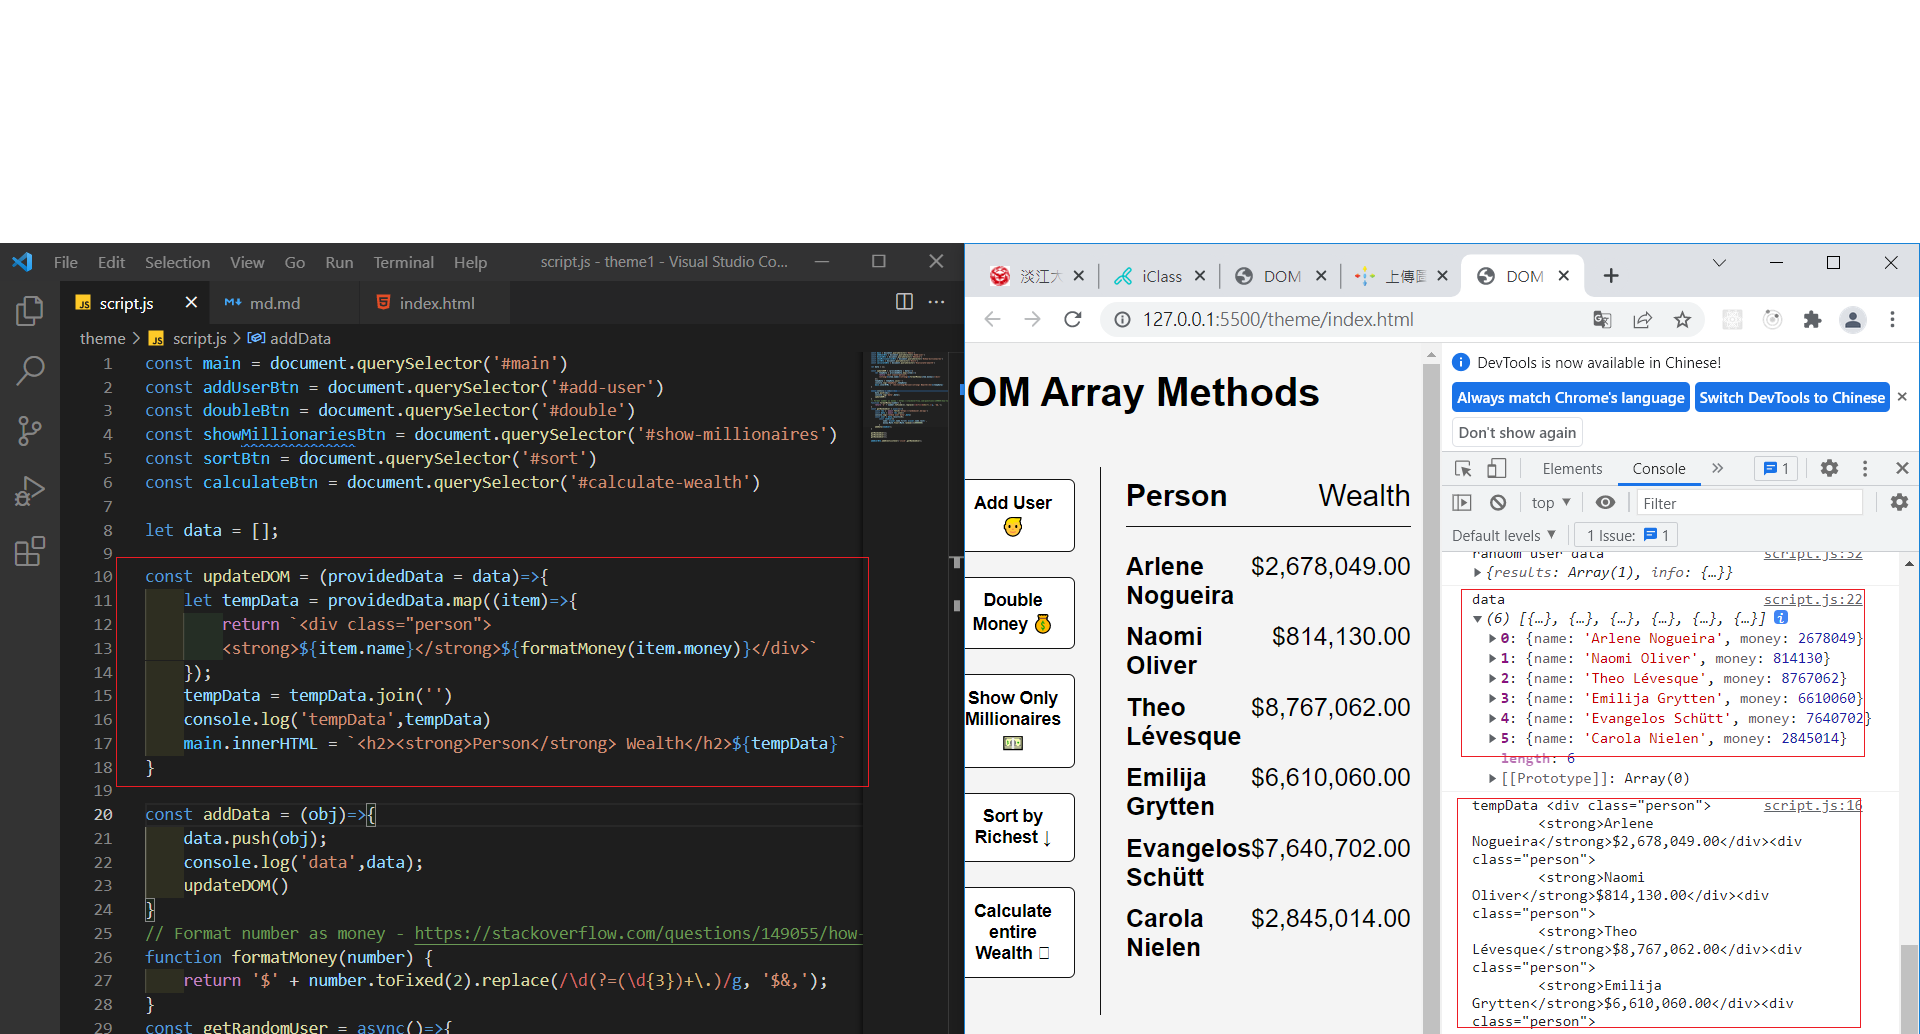 File Edit Selection View Go Run Terminal Help script.js - theme1 - Visual Studio Co...
script.js md.md index.html
theme > script.js > addData
1 const main = document.querySelector('#main')
2 const addUserBtn = document.querySelector('#add-user')
3 const doubleBtn = document.querySelector('#double')
4 const showMillionariesBtn = document.querySelector('#show-millionaires')
5 const sortBtn = document.querySelector('#sort')
6 const calculateBtn = document.querySelector('#calculate-wealth')
7
8 let data = [];
9
10 const updateDOM = (providedData = data)=>{
11 let tempData = providedData.map((item)=>{
12 return `<div class="person">
13 <strong>${item.name}</strong>${formatMoney(item.money)}</div>`
14 });
15 tempData = tempData.join('')
16 console.log('tempData',tempData)
17 main.innerHTML = `<h2><strong>Person</strong> Wealth</h2>${tempData}`
18 }
19
20 const addData = (obj)=>{
21 data.push(obj);
22 console.log('data',data);
23 updateDOM()
24 }
25 // Format number as money - https://stackoverflow.com/questions/149055/how-
26 function formatMoney(number) {
27 return '$' + number.toFixed(2).replace(/\d(?=(\d{3})+\.)/g, '$&,');
28 }
29 const getRandomUser = async()=>{
淡江大 iClass DOM 上傳圖 DOM
127.0.0.1:5500/theme/index.html
OM Array Methods
Add User
Double
Money
Show Only
Millionaires
Sort by
Richest ↓
Calculate
entire
Wealth
Person Wealth
Arlene
Nogueira $2,678,049.00
Naomi
Oliver $814,130.00
Theo
Lévesque $8,767,062.00
Emilija
Grytten $6,610,060.00
Evangelos
Schütt $7,640,702.00
Carola
Nielen $2,845,014.00
DevTools is now available in Chinese!
Always match Chrome's language Switch DevTools to Chinese
Don't show again
Elements Console » 1
top Filter
Default levels 1 Issue: 1
random user data script.js:32
{results: Array(1), info: {…}}
data script.js:22
(6) [{…}, {…}, {…}, {…}, {…}, {…}]
0: {name: 'Arlene Nogueira', money: 2678049}
1: {name: 'Naomi Oliver', money: 814130}
2: {name: 'Theo Lévesque', money: 8767062}
3: {name: 'Emilija Grytten', money: 6610060}
4: {name: 'Evangelos Schütt', money: 7640702}
5: {name: 'Carola Nielen', money: 2845014}
length: 6
[[Prototype]]: Array(0)
tempData <div class="person"> script.js:16
<strong>Arlene
Nogueira</strong>$2,678,049.00</div><div
class="person">
<strong>Naomi
Oliver</strong>$814,130.00</div><div
class="person">
<strong>Theo
Lévesque</strong>$8,767,062.00</div><div
class="person">
<strong>Emilija
Grytten</strong>$6,610,060.00</div><div
class="person">